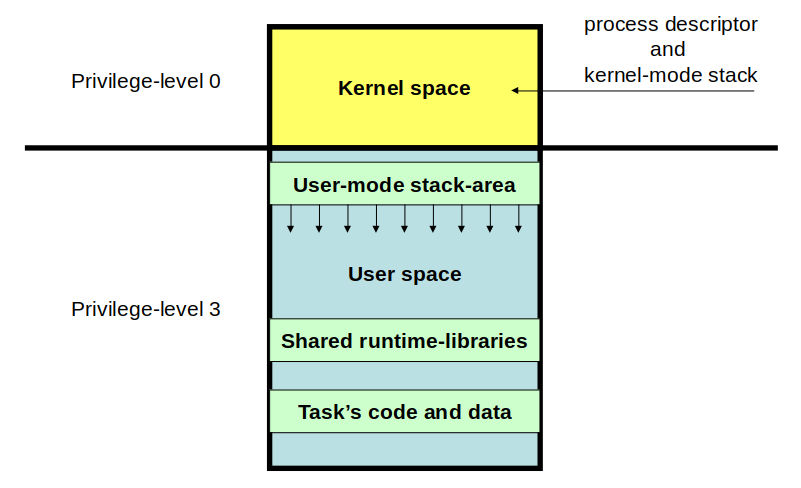 process descriptor
and
kernel-mode stack
Privilege-level 0
Kernel space
User-mode stack-area
User space
Privilege-level 3
Shared runtime-libraries
Task’s code and data